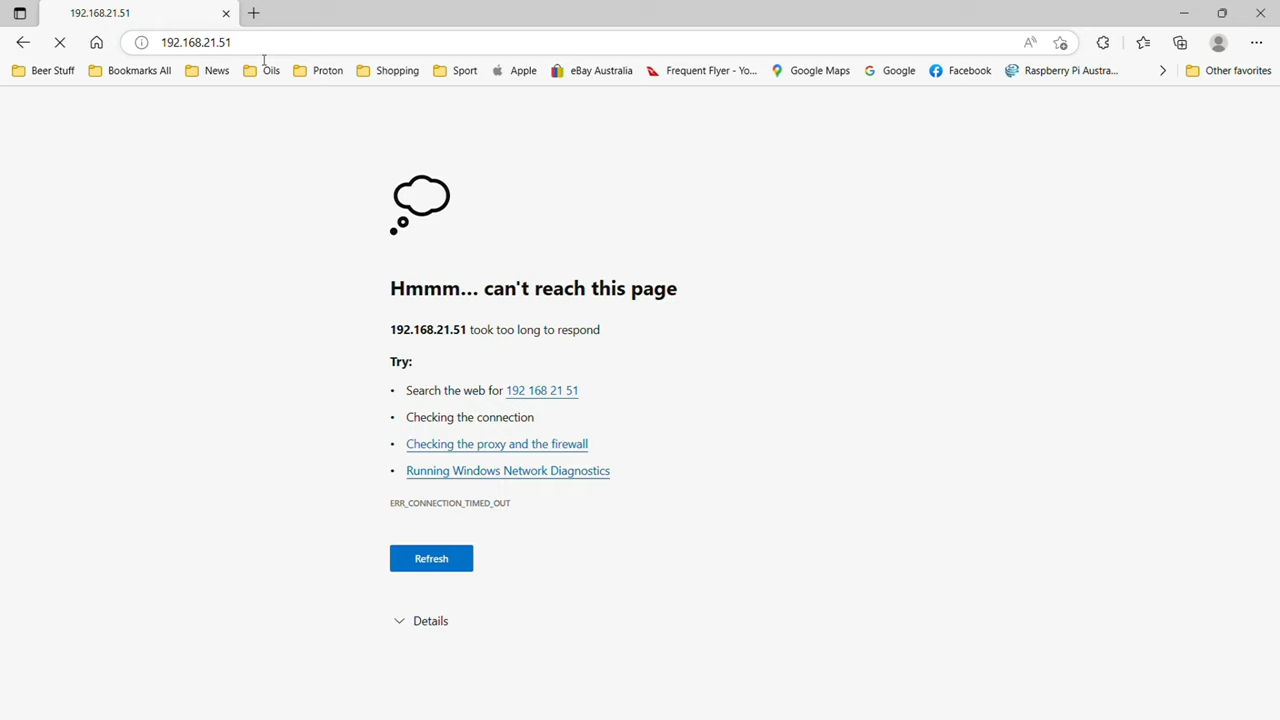 192.168.21.51
192.168.21.51
Beer Stuff Bookmarks All News Oils Proton Shopping Sport Apple eBay Australia Frequent Flyer - Yo... Google Maps Google Facebook Raspberry Pi Austra... Other favorites
Hmmm... can't reach this page
192.168.21.51 took too long to respond
Try:
• Search the web for 192 168 21 51
• Checking the connection
• Checking the proxy and the firewall
• Running Windows Network Diagnostics
ERR_CONNECTION_TIMED_OUT
Refresh
Details